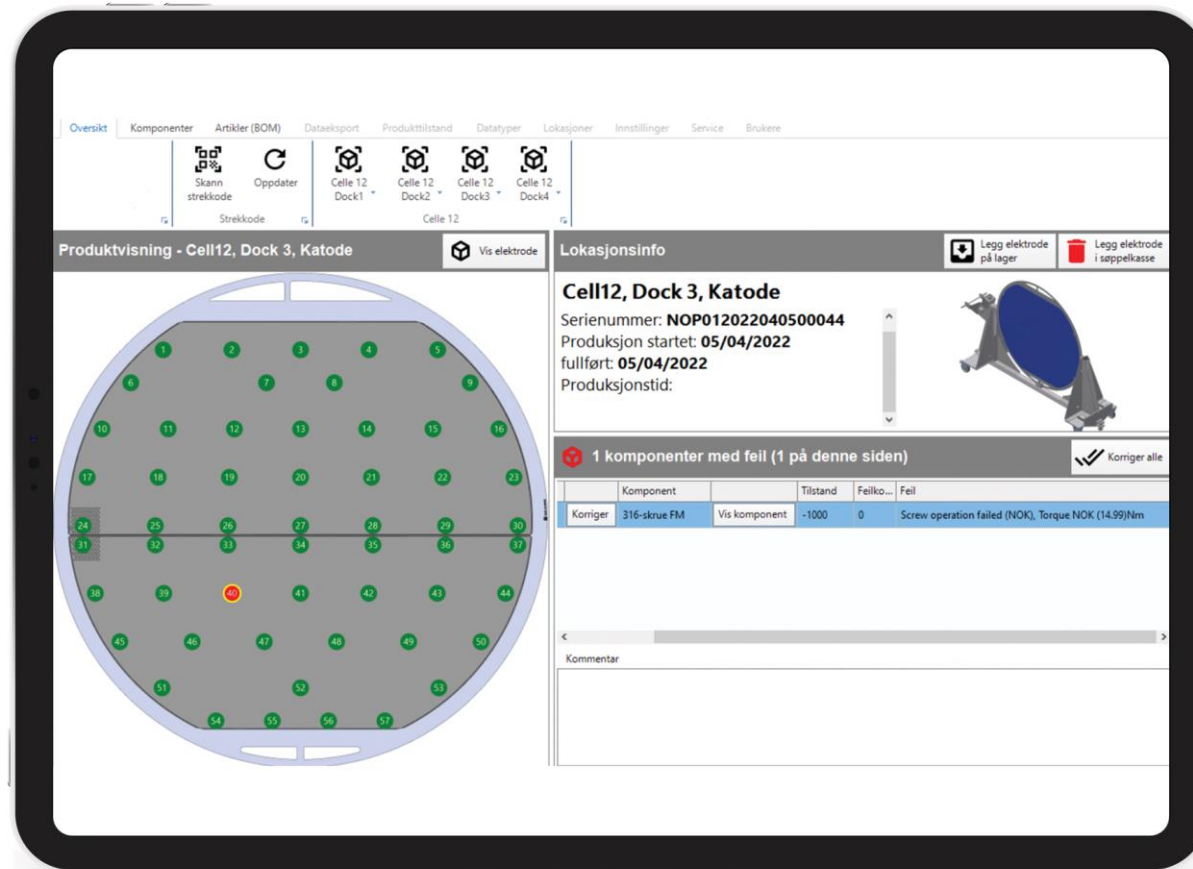 Oversikt Komponenter Artikler (BOM) Dataeksport Produkttilstand Datatyper Lokasjoner Innstillinger Service Brukere
Skann strekkode
Oppdater
Strekkode
Celle 12 Dock1
Celle 12 Dock2
Celle 12 Dock3
Celle 12 Dock4
Celle 12
Produktvisning - Cell12, Dock 3, Katode
Vis elektrode
1 2 3 4 5
6 7 8 9
10 11 12 13 14 15 16
17 18 19 20 21 22 23
24 25 26 27 28 29 30
31 32 33 34 35 36 37
38 39 40 41 42 43 44
45 46 47 48 49 50
51 52 53
54 55 56 57
Lokasjonsinfo
Legg elektrode på lager
Legg elektrode i søppelkasse
Cell12, Dock 3, Katode
Serienummer: NOP012022040500044
Produksjon startet: 05/04/2022
fullført: 05/04/2022
Produksjonstid:
1 komponenter med feil (1 på denne siden)
Korriger alle
Komponent Tilstand Feilko... Feil
Korriger 316-skrue FM Vis komponent -1000 0 Screw operation failed (NOK), Torque NOK (14.99)Nm
Kommentar